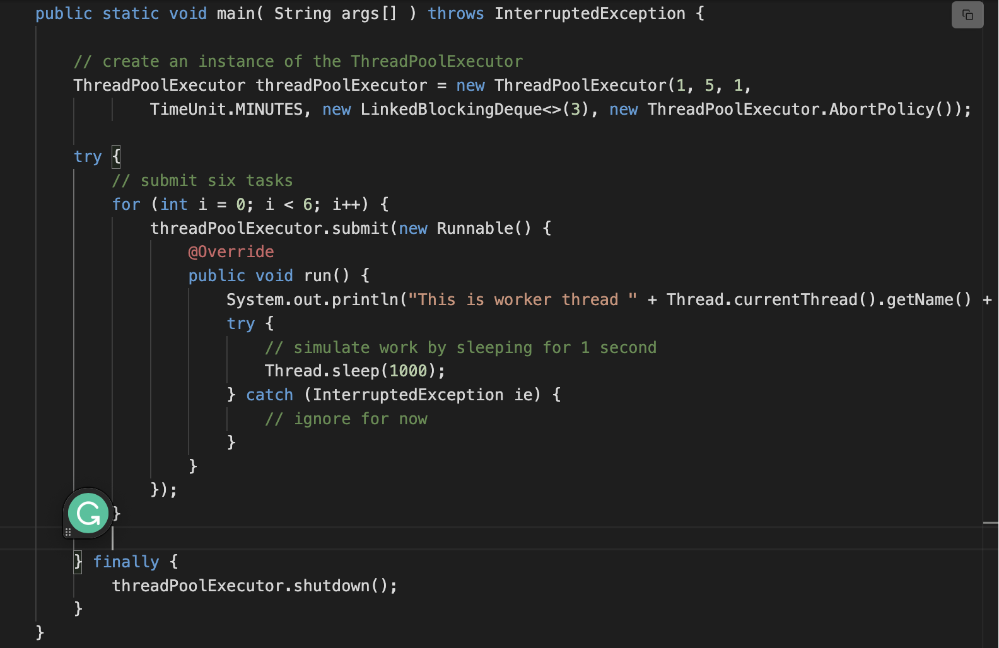 public static void main( String args[] ) throws InterruptedException {
// create an instance of the ThreadPoolExecutor
ThreadPoolExecutor threadPoolExecutor = new ThreadPoolExecutor(1, 5, 1,
TimeUnit.MINUTES, new LinkedBlockingDeque<>(3), new ThreadPoolExecutor.AbortPolicy());
try {
// submit six tasks
for (int i = 0; i < 6; i++) {
threadPoolExecutor.submit(new Runnable() {
@Override
public void run() {
System.out.println("This is worker thread " + Thread.currentThread().getName() +
try {
// simulate work by sleeping for 1 second
Thread.sleep(1000);
} catch (InterruptedException ie) {
// ignore for now
}
}
});
}
} finally {
threadPoolExecutor.shutdown();
}
}